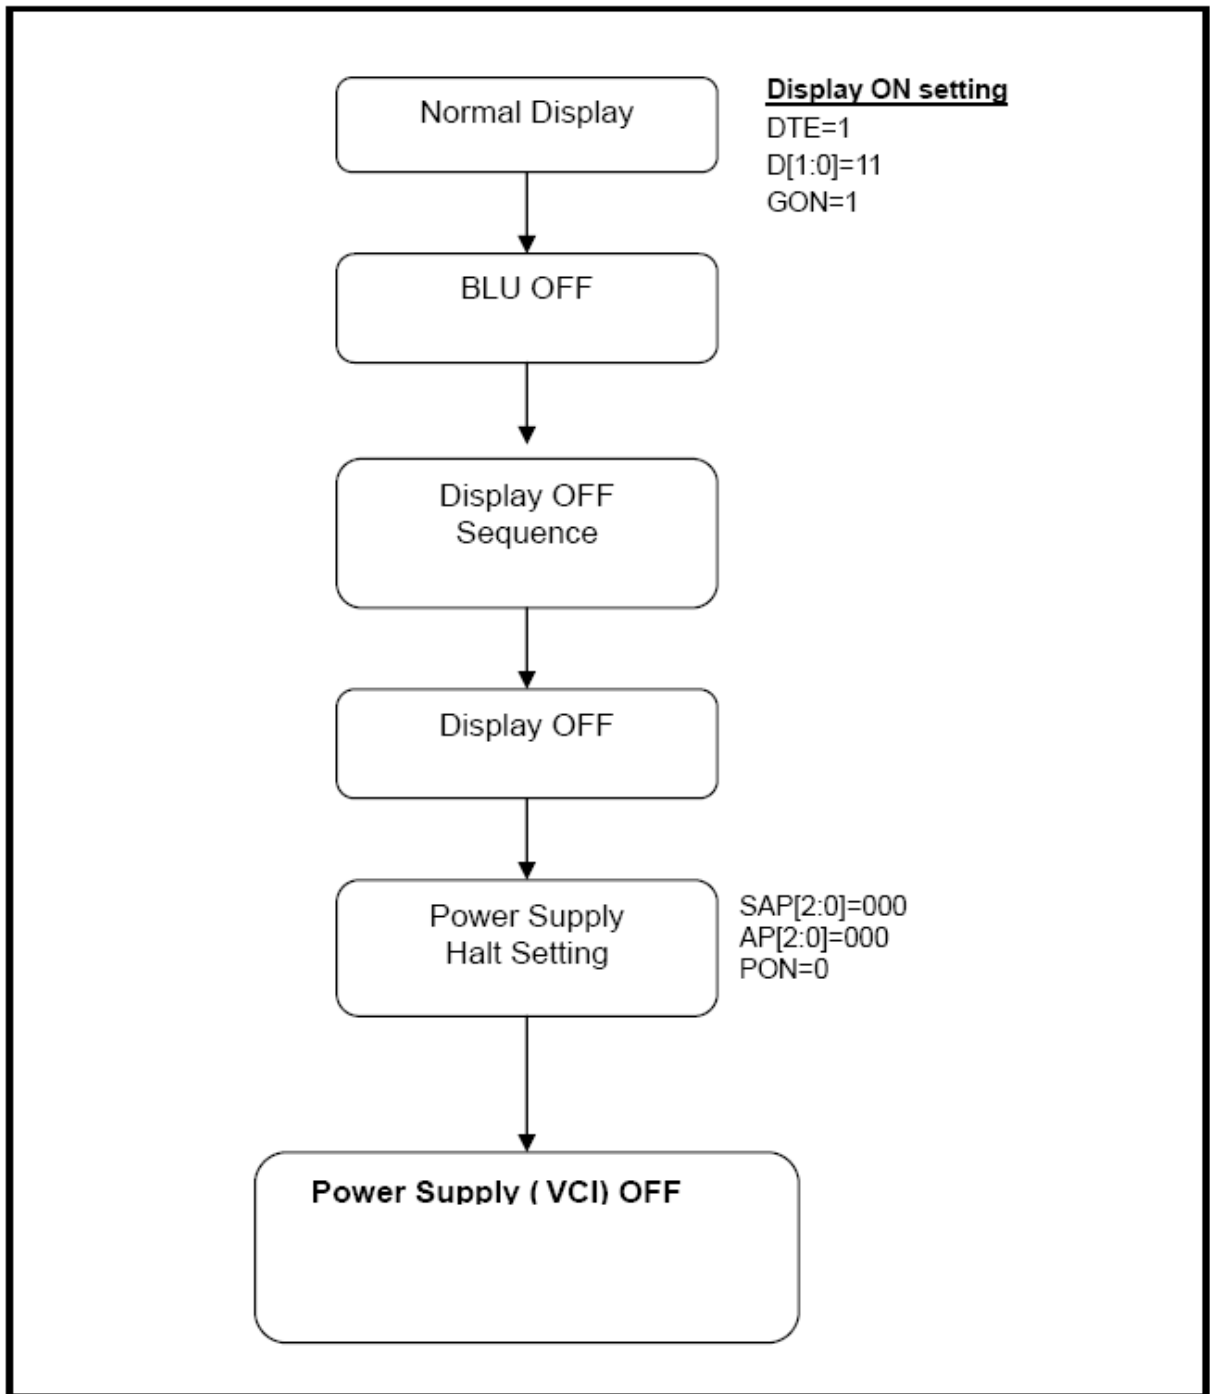 Normal Display
Display ON setting
DTE=1
D[1:0]=11
GON=1
BLU OFF
Display OFF
Sequence
Display OFF
Power Supply
Halt Setting
SAP[2:0]=000
AP[2:0]=000
PON=0
Power Supply ( VCI) OFF